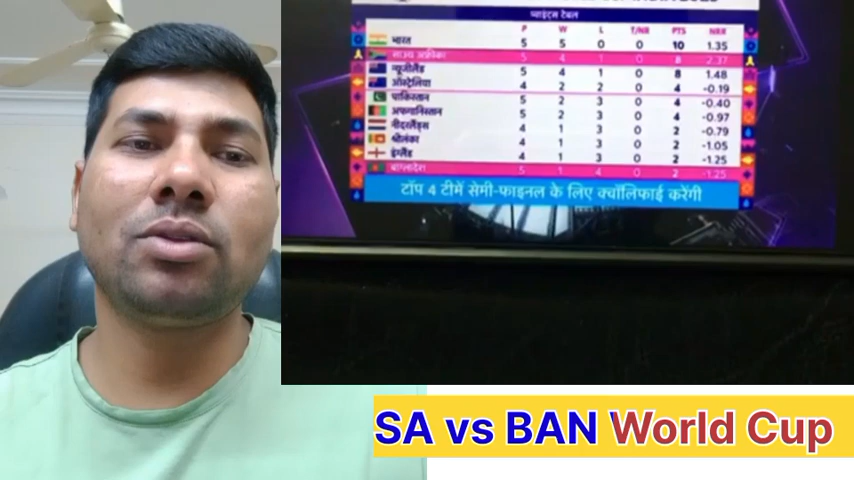 प्वाइंट्स टेबल
P W L T/NR PTS NRR
भारत 5 5 0 0 10 1.35
साउथ अफ्रीका 5 4 1 0 8 2.37
न्यूजीलैंड 5 4 1 0 8 1.48
ऑस्ट्रेलिया 4 2 2 0 4 -0.19
पाकिस्तान 5 2 3 0 4 -0.40
अफगानिस्तान 5 2 3 0 4 -0.97
नीदरलैंड्स 4 1 3 0 2 -0.79
श्रीलंका 4 1 3 0 2 -1.05
इंग्लैंड 4 1 3 0 2 -1.25
बांग्लादेश 5 1 4 0 2 -1.25
टॉप 4 टीमें सेमी-फाइनल के लिए क्वॉलिफाई करेंगी
SA vs BAN World Cup